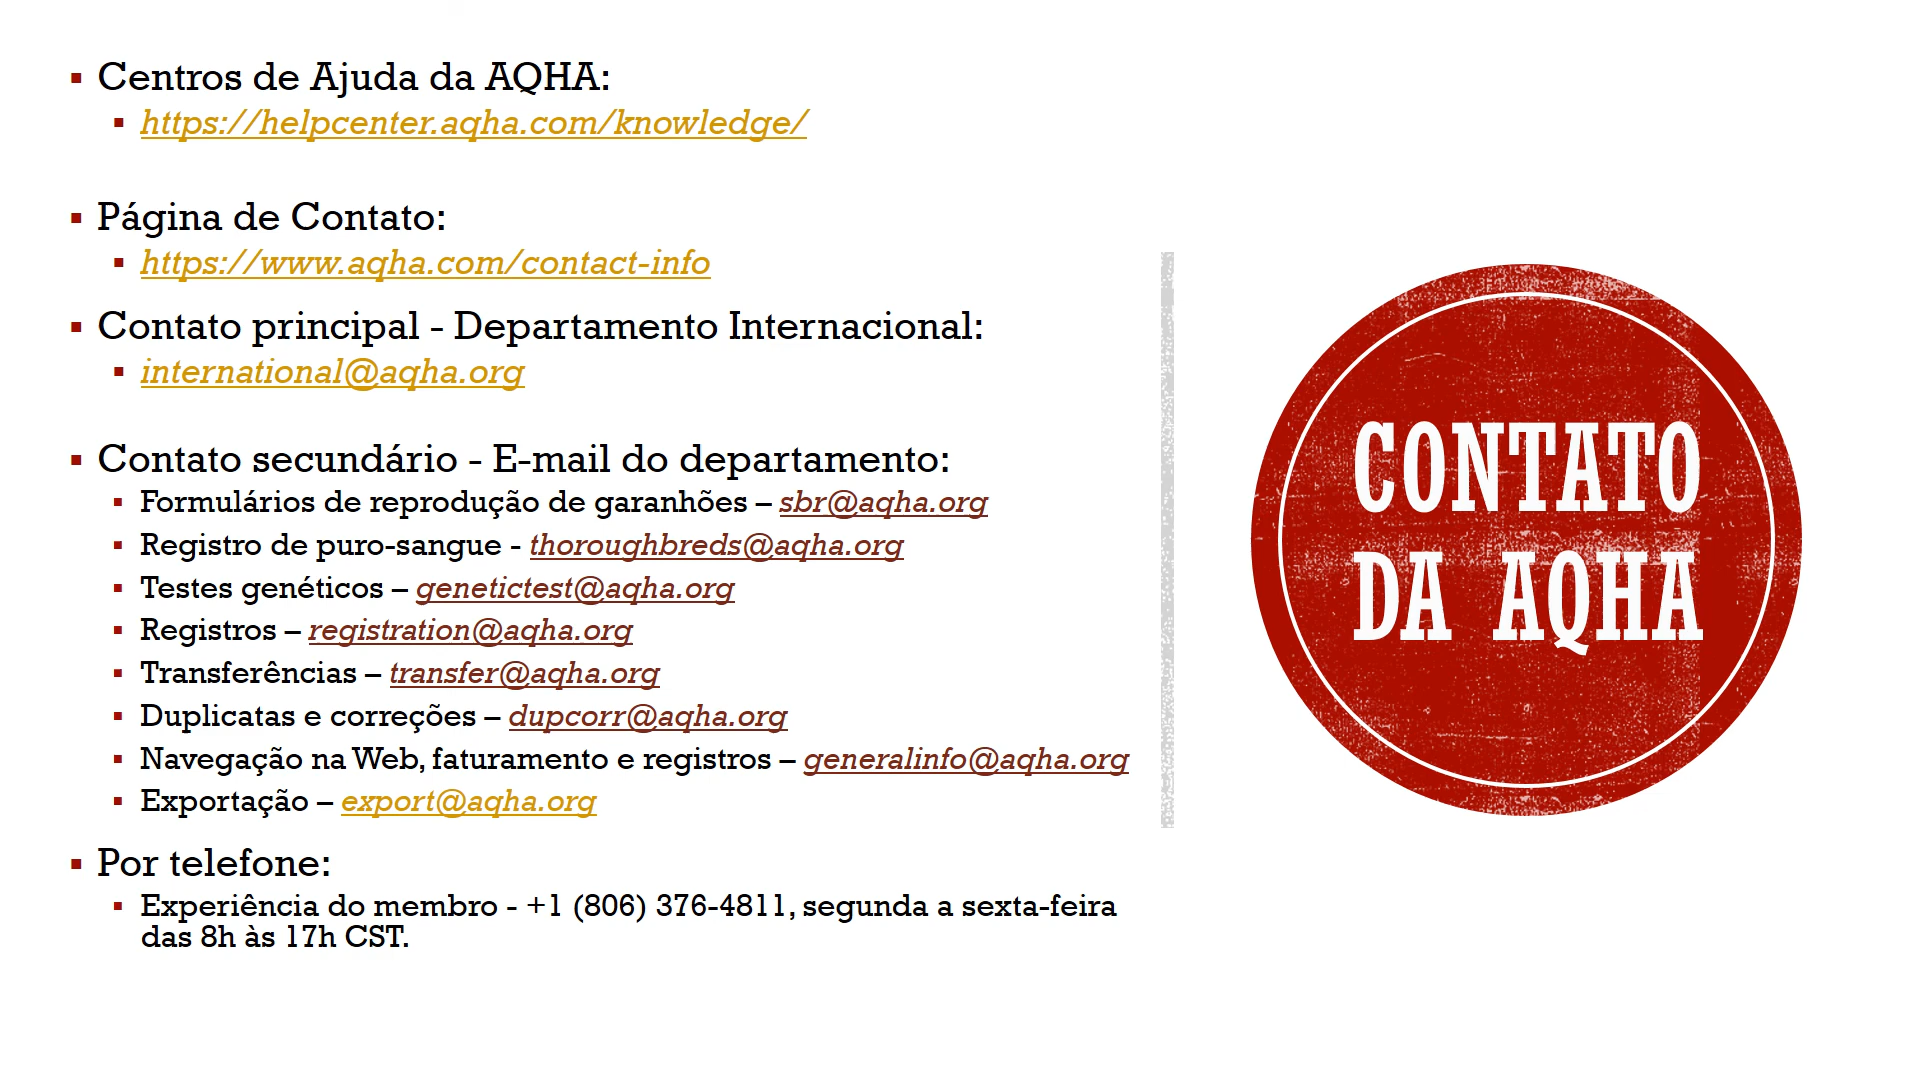 Centros de Ajuda da AQHA:
https://helpcenter.aqha.com/knowledge/
Página de Contato:
https://www.aqha.com/contact-info
Contato principal - Departamento Internacional:
international@aqha.org
Contato secundário - E-mail do departamento:
Formulários de reprodução de garanhões – sbr@aqha.org
Registro de puro-sangue - thoroughbreds@aqha.org
Testes genéticos – genetictest@aqha.org
Registros – registration@aqha.org
Transferências – transfer@aqha.org
Duplicatas e correções – dupcorr@aqha.org
Navegação na Web, faturamento e registros – generalinfo@aqha.org
Exportação – export@aqha.org
Por telefone:
Experiência do membro - +1 (806) 376-4811, segunda a sexta-feira
das 8h às 17h CST.
CONTATO
DA AQHA